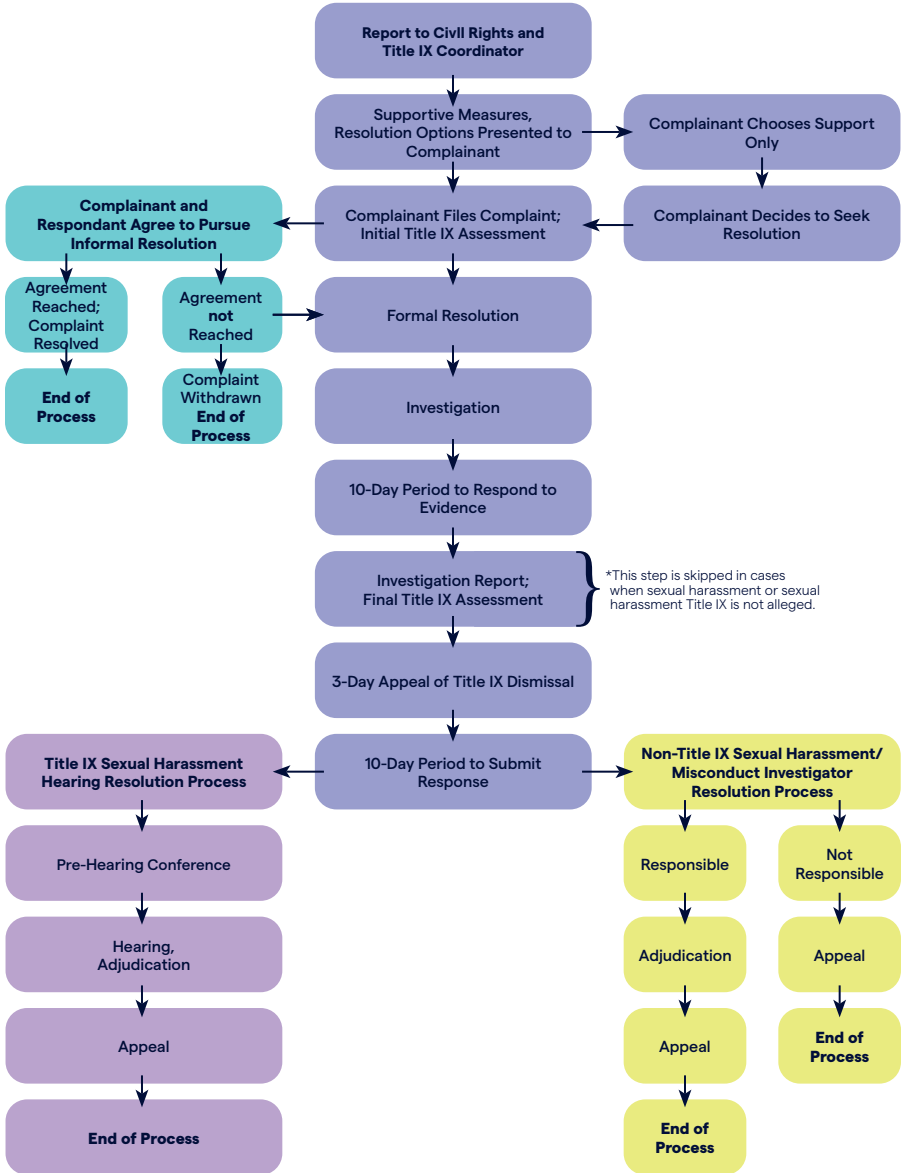 Report to Civil Rights and
Title IX Coordinator
Supportive Measures,
Resolution Options Presented to
Complainant
Complainant Chooses Support
Only
Complainant and
Respondant Agree to Pursue
Informal Resolution
Complainant Files Complaint;
Initial Title IX Assessment
Complainant Decides to Seek
Resolution
Agreement
Reached;
Complaint
Resolved
Agreement
not
Reached
Formal Resolution
End of
Process
Complaint
Withdrawn
End of
Process
Investigation
10-Day Period to Respond to
Evidence
Investigation Report;
Final Title IX Assessment
*This step is skipped in cases
when sexual harassment or sexual
harassment Title IX is not alleged.
3-Day Appeal of Title IX Dismissal
Title IX Sexual Harassment
Hearing Resolution Process
10-Day Period to Submit
Response
Non-Title IX Sexual Harassment/
Misconduct Investigator
Resolution Process
Pre-Hearing Conference
Responsible
Not
Responsible
Hearing,
Adjudication
Adjudication
Appeal
Appeal
Appeal
End of
Process
End of Process
End of
Process